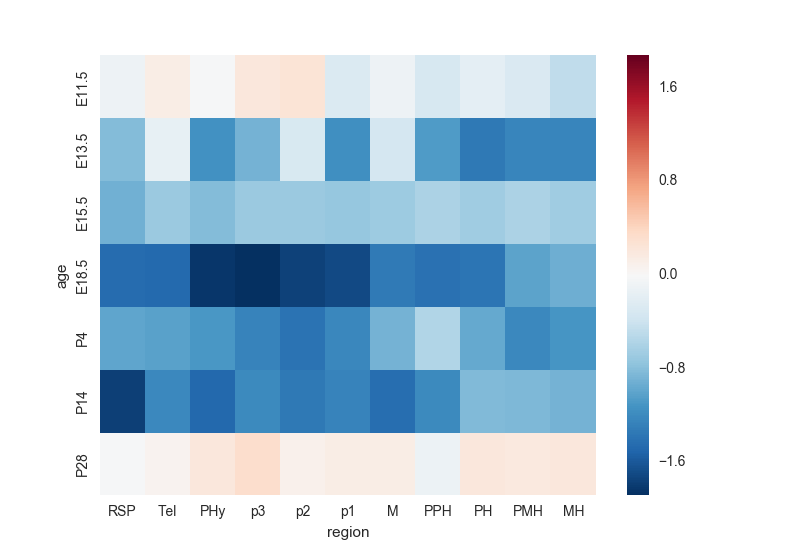 E11.5
E13.5
E15.5
E18.5
P4
P14
P28
age
RSP Tel PHy p3 p2 p1 M PPH PH PMH MH
region
1.6
0.8
0.0
−0.8
−1.6